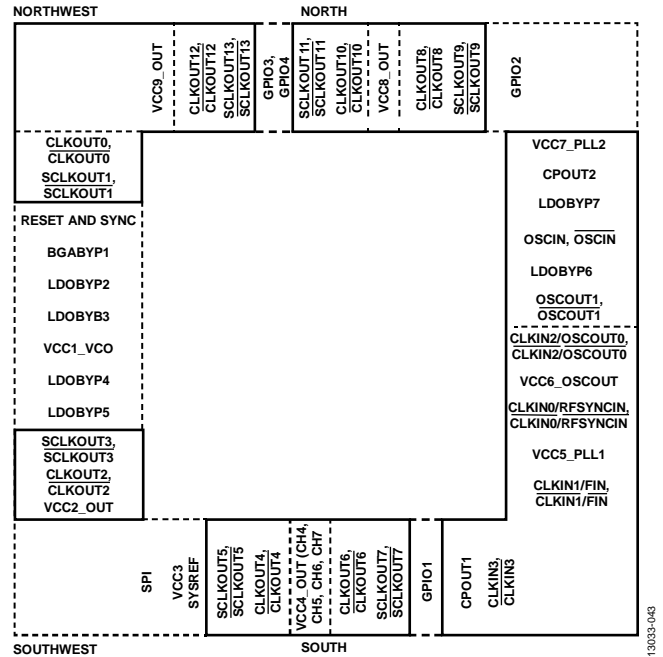 NORTHWEST
NORTH
VCC9_OUT
CLKOUT12,
CLKOUT12
SCLKOUT13,
SCLKOUT13
GPIO3,
GPIO4
SCLKOUT11,
SCLKOUT11
CLKOUT10,
CLKOUT10
VCC8_OUT
CLKOUT8,
CLKOUT8
SCLKOUT9,
SCLKOUT9
GPIO2
CLKOUT0,
CLKOUT0
SCLKOUT1,
SCLKOUT1
RESET AND SYNC
BGABYP1
LDOBYP2
LDOBYB3
VCC1_VCO
LDOBYP4
LDOBYP5
SCLKOUT3,
SCLKOUT3
CLKOUT2,
CLKOUT2
VCC2_OUT
VCC7_PLL2
CPOUT2
LDOBYP7
OSCIN, OSCIN
LDOBYP6
OSCOUT1,
OSCOUT1
CLKIN2/OSCOUT0,
CLKIN2/OSCOUT0
VCC6_OSCOUT
CLKIN0/RFSYNCIN,
CLKIN0/RFSYNCIN
VCC5_PLL1
CLKIN1/FIN,
CLKIN1/FIN
SPI
VCC3
SYSREF
SCLKOUT5,
SCLKOUT5
CLKOUT4,
CLKOUT4
VCC4_OUT (CH4,
CH5, CH6, CH7
CLKOUT6,
CLKOUT6
SCLKOUT7,
SCLKOUT7
GPIO1
CPOUT1
CLKIN3,
CLKIN3
SOUTHWEST
SOUTH
13033-043